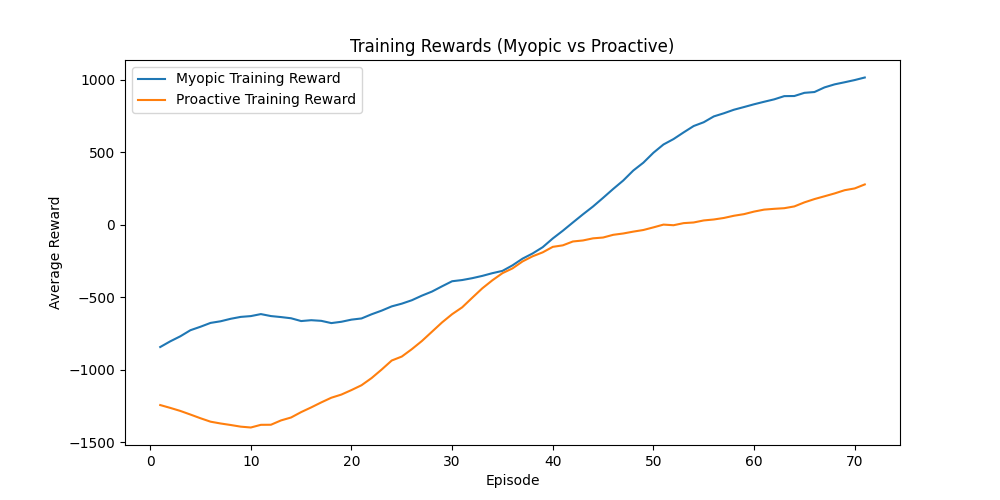 Training Rewards (Myopic vs Proactive)
Myopic Training Reward
Proactive Training Reward
Average Reward
1000
500
0
−500
−1000
−1500
0 10 20 30 40 50 60 70
Episode